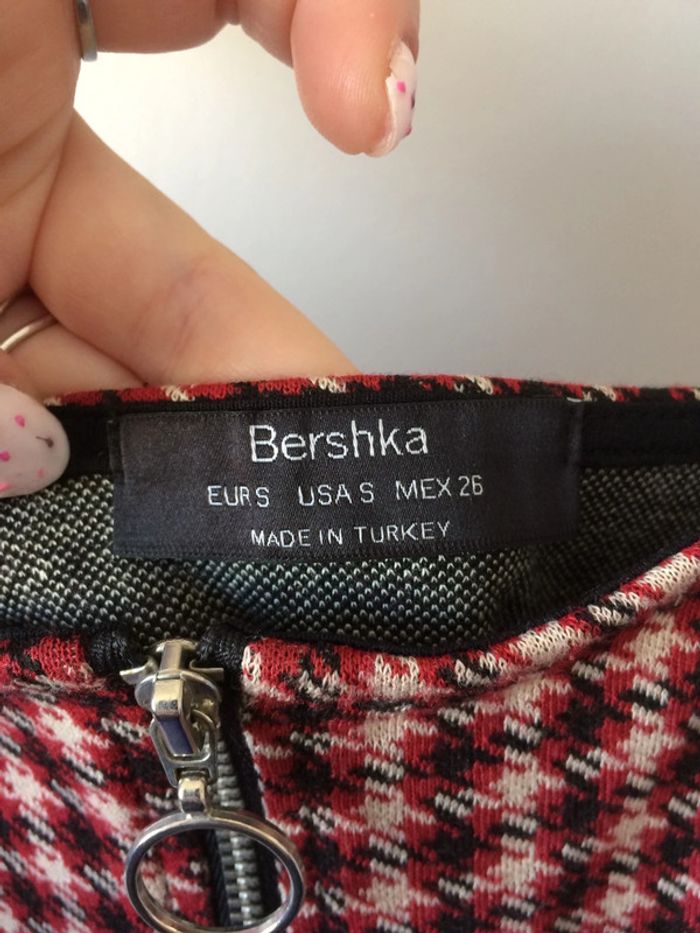 Bershka
EUR S USA S MEX 26
MADE IN TURKEY